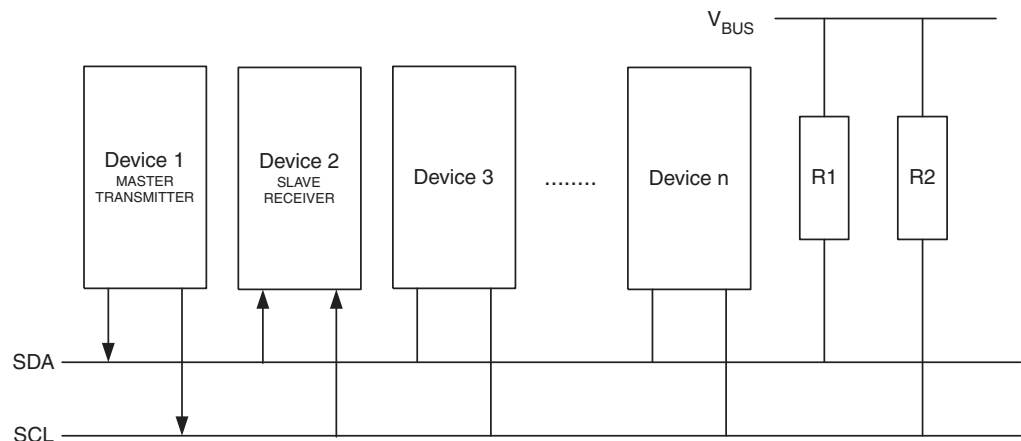 V_BUS
Device 1
MASTER
TRANSMITTER
Device 2
SLAVE
RECEIVER
Device 3
........
Device n
R1
R2
SDA
SCL